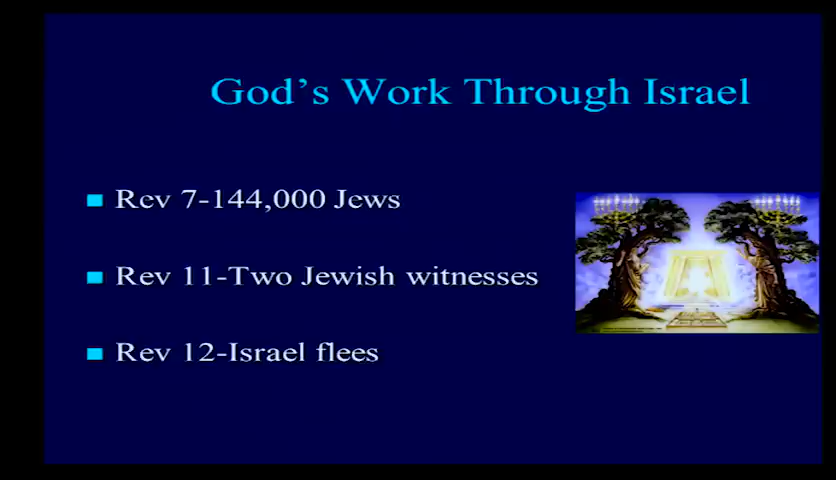 God's Work Through Israel
Rev 7-144,000 Jews
Rev 11-Two Jewish witnesses
Rev 12-Israel flees